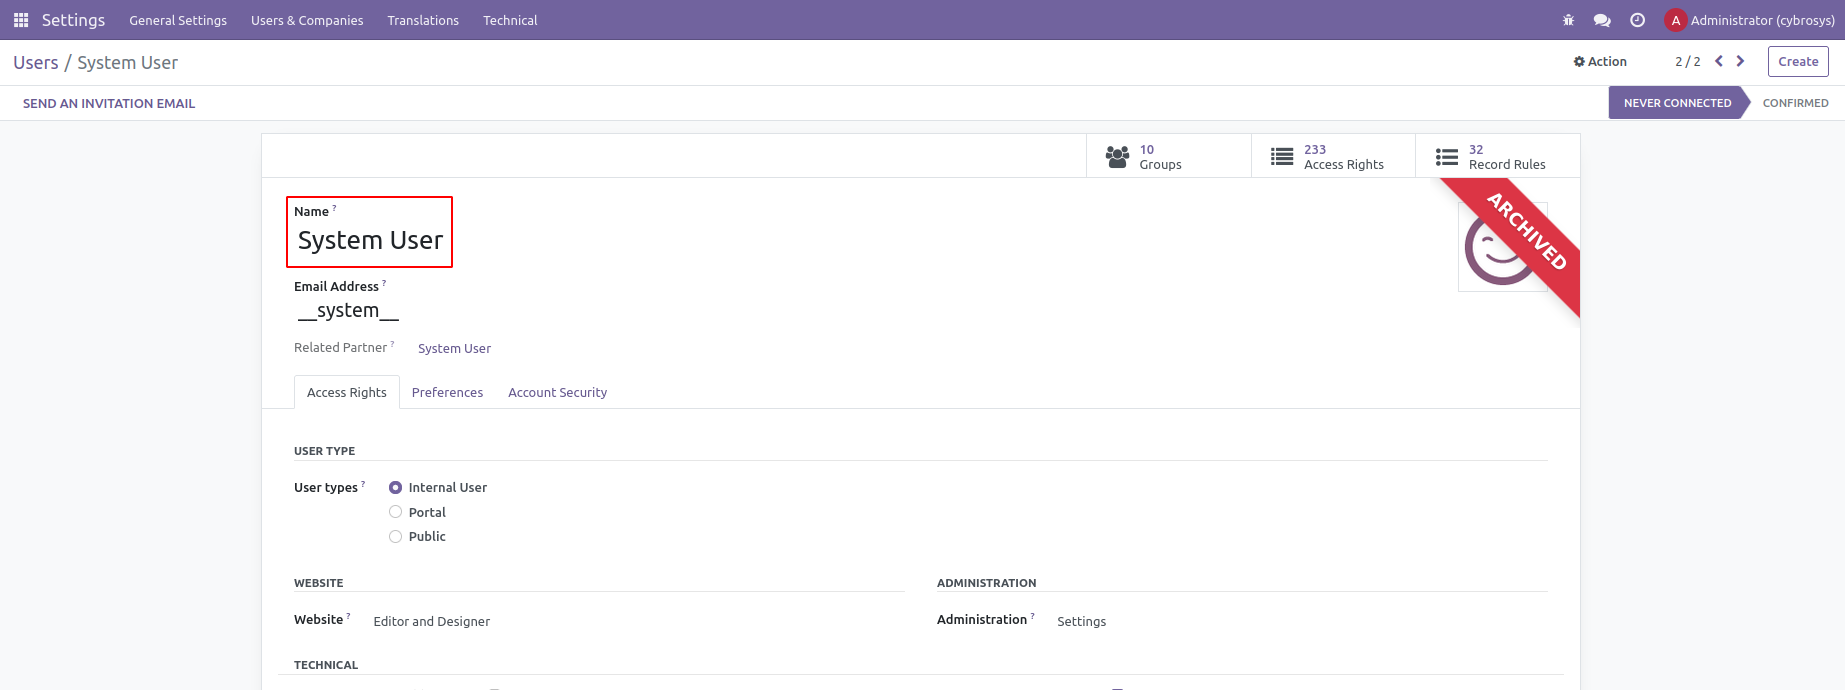 Settings General Settings Users & Companies Translations Technical A Administrator (cybrosys)
Users / System User Action 2 / 2 Create
SEND AN INVITATION EMAIL NEVER CONNECTED CONFIRMED
10 233 32
Groups Access Rights Record Rules
ARCHIVED
Name ?
System User
Email Address ?
__system__
Related Partner ? System User
Access Rights Preferences Account Security
USER TYPE
User types ? Internal User
Portal
Public
WEBSITE ADMINISTRATION
Website ? Editor and Designer Administration ? Settings
TECHNICAL